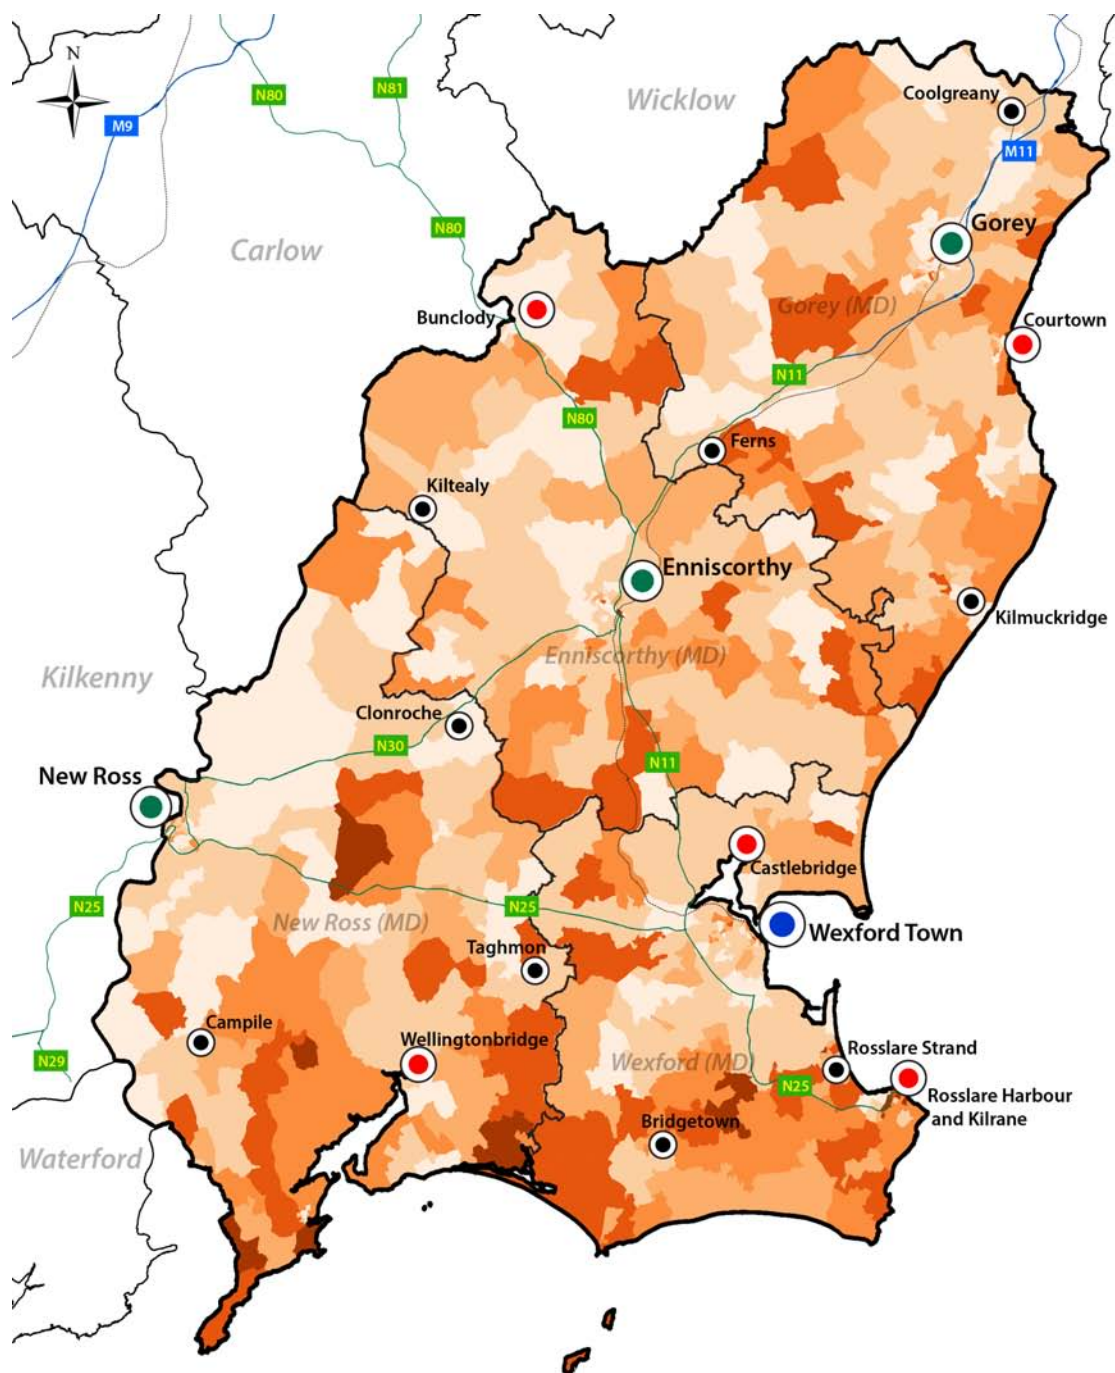 N
N81
N80
Wicklow
Coolgreany
M9
M11
Gorey
N80
Carlow
Gorey (MD)
Bunclody
Courtown
N11
N80
Ferns
Kiltealy
Enniscorthy
Kilmuckridge
Enniscorthy (MD)
Kilkenny
Clonroche
N30
N11
New Ross
Castlebridge
N25
N25
New Ross (MD)
Wexford Town
Taghmon
Campile
Wellingtonbridge
Rosslare Strand
N29
Wexford (MD)
N25
Rosslare Harbour
and Kilrane
Bridgetown
Waterford